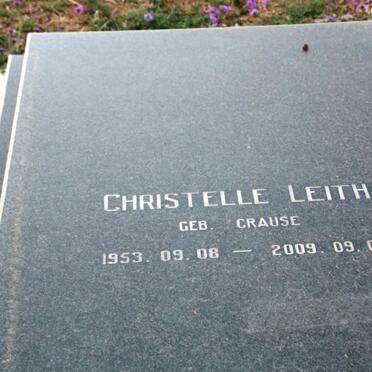 CHRISTELLE LEITH
GEB. CRAUSE
1953. 09. 08 — 2009. 09.